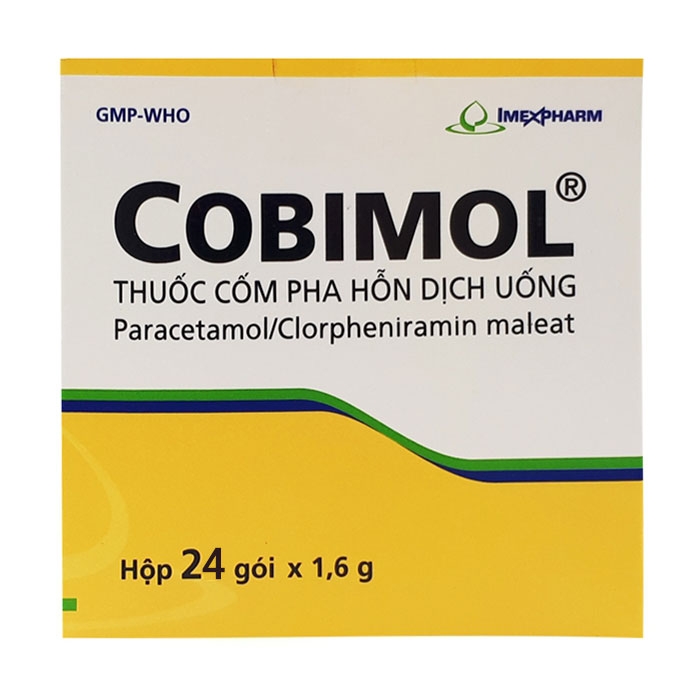 GMP-WHO
IMEXPHARM
COBIMOL®
THUỐC CỐM PHA HỖN DỊCH UỐNG
Paracetamol/Clorpheniramin maleat
Hộp 24 gói x 1,6 g